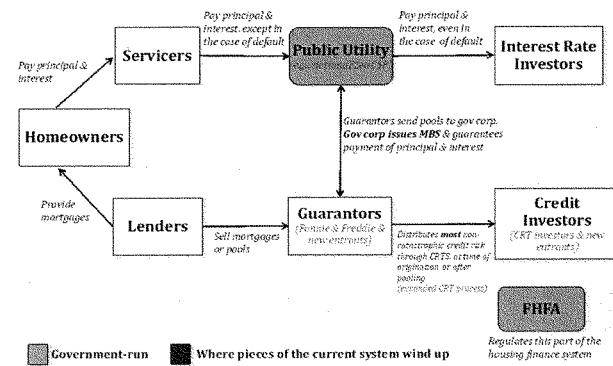 Pay principal &
interest, except in
the case of default
Pay principal &
interest, even in
the case of default
Servicers
Public Utility
Interest Rate
Investors
Pay principal &
interest
Homeowners
Guarantors send pools to gov corp.
Gov corp issues MBS & guarantees
payment of principal & interest
Provide
mortgages
Lenders
Sell mortgages
or pools
Guarantors
(Fannie & Freddie &
new entrants)
Distributes most non-
catastrophic credit risk
through CRTS, at time of
origination or after
pooling
(expanded CRT process)
Credit
Investors
(CRT investors & new
entrants)
FHFA
Regulates this part of the
housing finance system
Government-run
Where pieces of the current system wind up